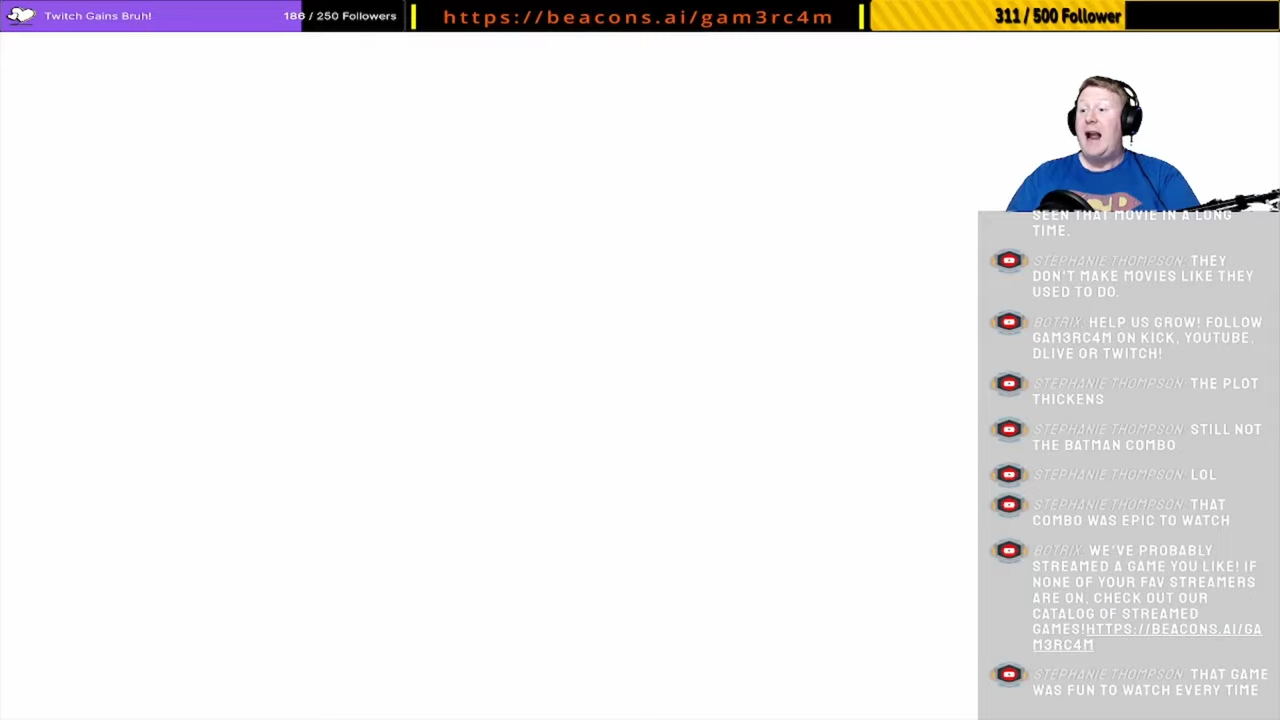 Twitch Gains Bruh!
186 / 250 Followers
https://beacons.ai/gam3rc4m
311 / 500 Follower
SEEN THAT MOVIE IN A LONG
TIME.
STEPHANIE THOMPSON: THEY
DON'T MAKE MOVIES LIKE THEY
USED TO DO.
BOTRIX: HELP US GROW! FOLLOW
GAM3RC4M ON KICK, YOUTUBE,
DLIVE OR TWITCH!
STEPHANIE THOMPSON: THE PLOT
THICKENS
STEPHANIE THOMPSON: STILL NOT
THE BATMAN COMBO
STEPHANIE THOMPSON: LOL
STEPHANIE THOMPSON: THAT
COMBO WAS EPIC TO WATCH
BOTRIX: WE'VE PROBABLY
STREAMED A GAME YOU LIKE! IF
NONE OF YOUR FAV STREAMERS
ARE ON, CHECK OUT OUR
CATALOG OF STREAMED
GAMES!HTTPS://BEACONS.AI/GA
M3RC4M
STEPHANIE THOMPSON: THAT GAME
WAS FUN TO WATCH EVERY TIME